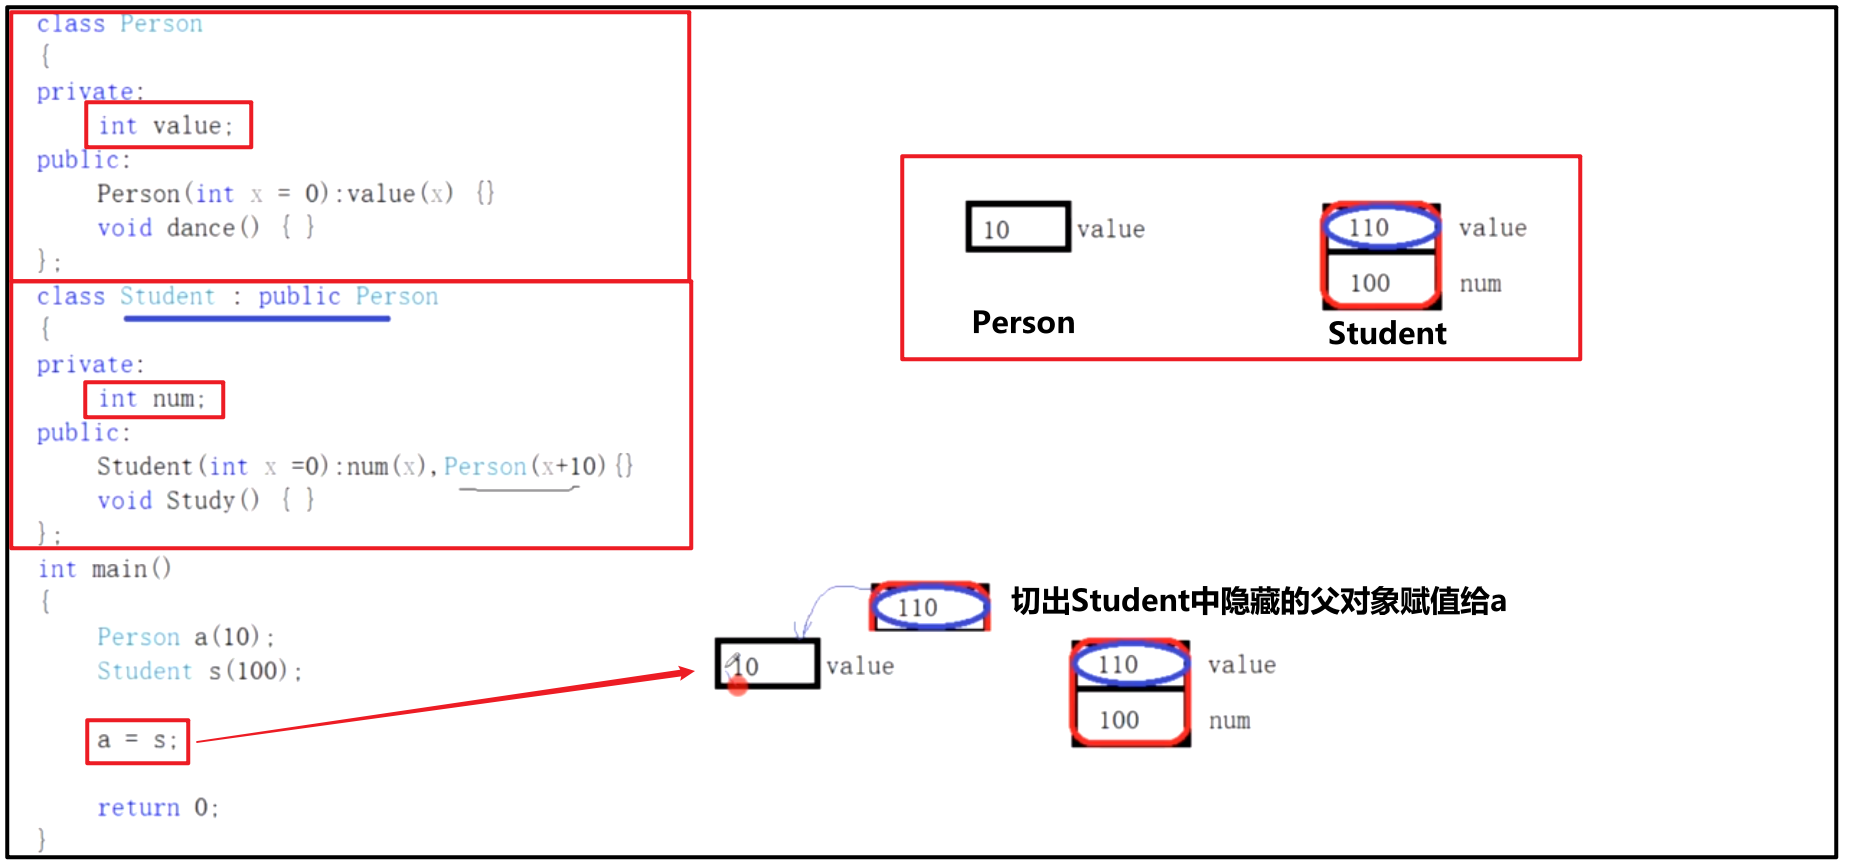 class Person
{
private:
int value;
public:
Person(int x = 0):value(x) {}
void dance() { }
};
class Student : public Person
{
private:
int num;
public:
Student(int x =0):num(x),Person(x+10){}
void Study() { }
};
int main()
{
Person a(10);
Student s(100);
a = s;
return 0;
}
10 value
Person
110 value
100 num
Student
110
切出Student中隐藏的父对象赋值给a
10 value
110 value
100 num